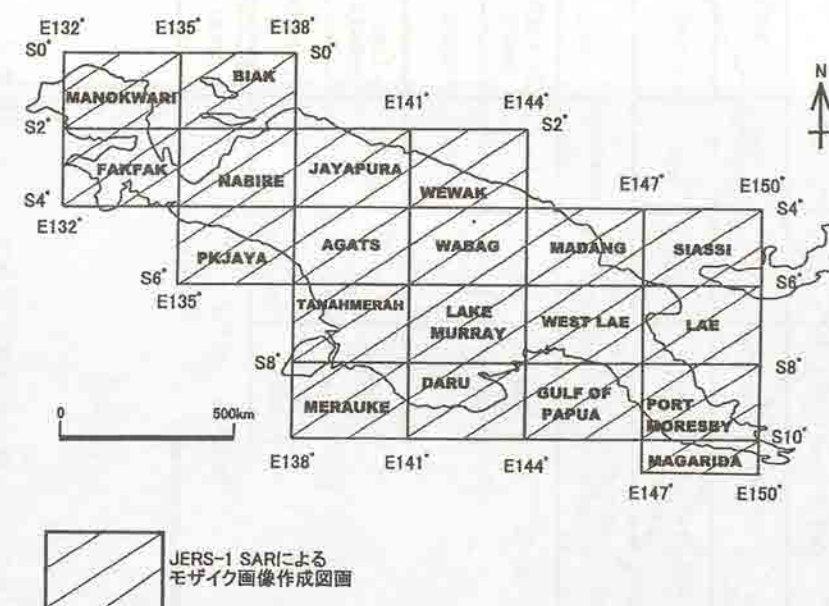 E132° E135° E138°
S0° S0°
BIAK N
MANOKWARI E141° E144°
S2° S2°
FAKFAK JAYAPURA
NABIRE WEWAK E147° E150°
S4° S4°
E132°
AGATS WABAG MADANG SIASSI
PKJAYA
S6° S6°
E135° TANAHMERAH LAKE
MURRAY WEST LAE LAE
S8° S8°
DARU GULF OF
MERAUKE PAPUA PORT
0 500km MORESBY
S10°
MAGARIDA
E138° E141° E144°
E147° E150°
JERS-1 SARによる
モザイク画像作成図画